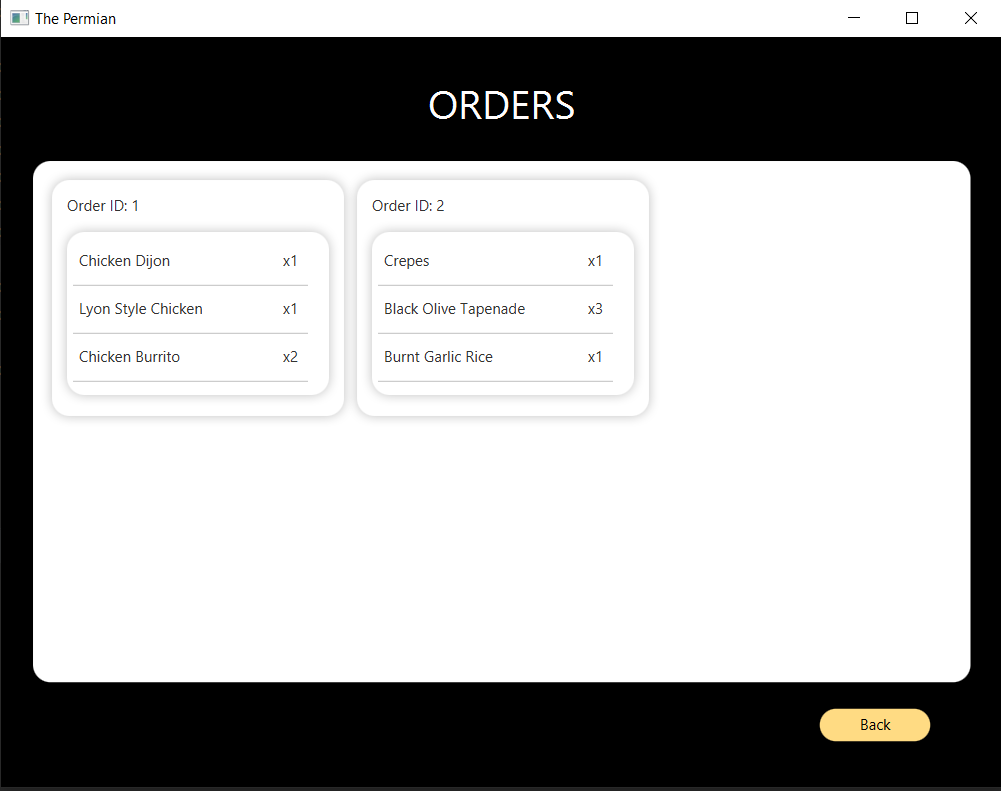 The Permian
ORDERS
Order ID: 1
Chicken Dijon x1
Lyon Style Chicken x1
Chicken Burrito x2
Order ID: 2
Crepes x1
Black Olive Tapenade x3
Burnt Garlic Rice x1
Back